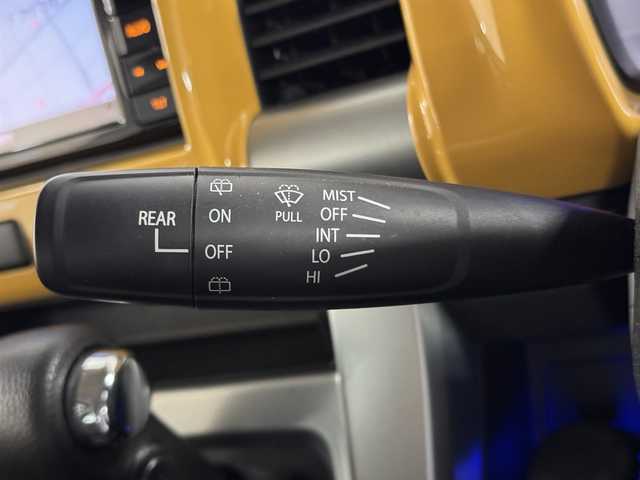 REAR
ON
OFF
PULL
MIST
OFF
INT
LO
HI